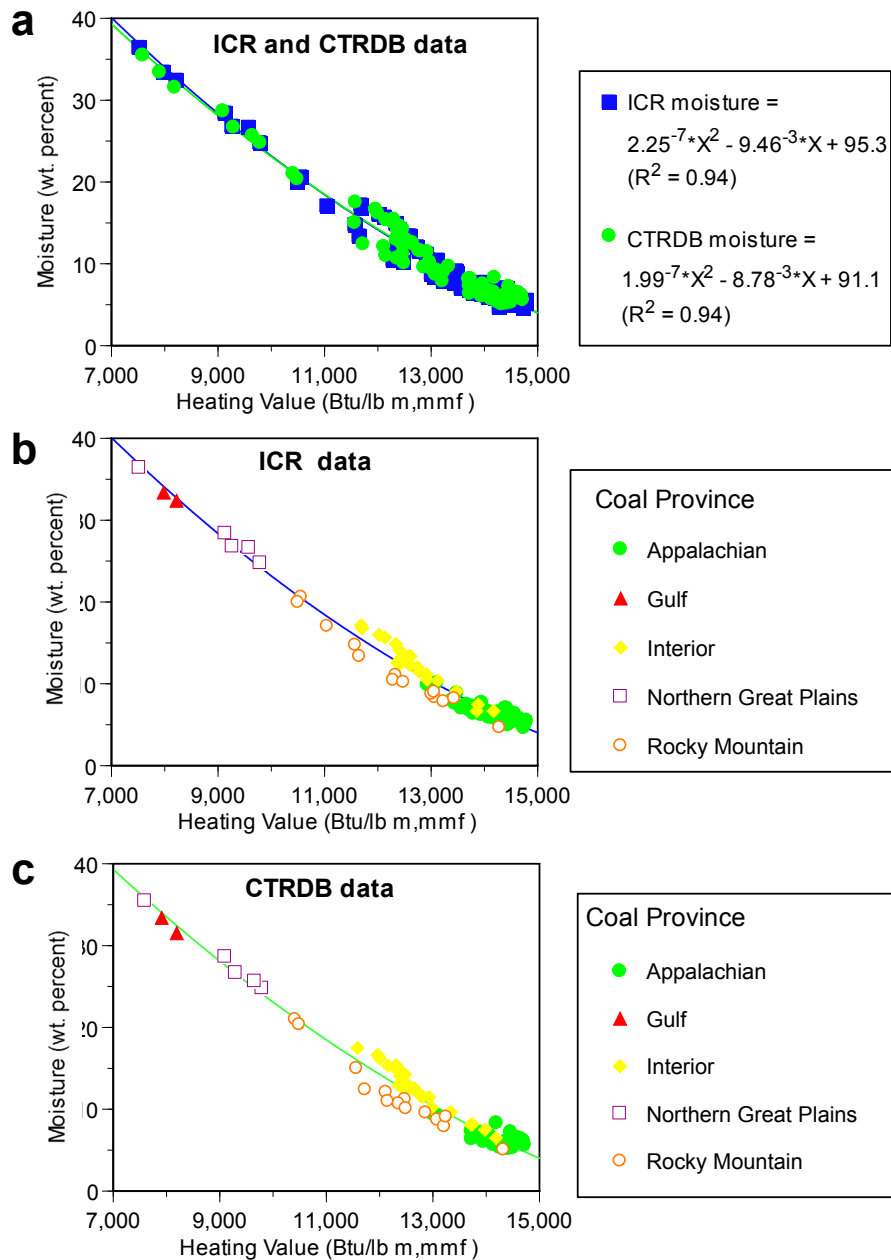 a
ICR and CTRDB data
40
30
20
10
0
Moisture (wt. percent)
7,000 9,000 11,000 13,000 15,000
Heating Value (Btu/lb m,mmf )
ICR moisture =
2.25⁻⁷*X² - 9.46⁻³*X + 95.3
(R² = 0.94)
CTRDB moisture =
1.99⁻⁷*X² - 8.78⁻³*X + 91.1
(R² = 0.94)
b
ICR data
40
30
20
10
0
Moisture (wt. percent)
7,000 9,000 11,000 13,000 15,000
Heating Value (Btu/lb m,mmf )
Coal Province
Appalachian
Gulf
Interior
Northern Great Plains
Rocky Mountain
c
CTRDB data
40
30
20
10
0
Moisture (wt. percent)
7,000 9,000 11,000 13,000 15,000
Heating Value (Btu/lb m,mmf )
Coal Province
Appalachian
Gulf
Interior
Northern Great Plains
Rocky Mountain